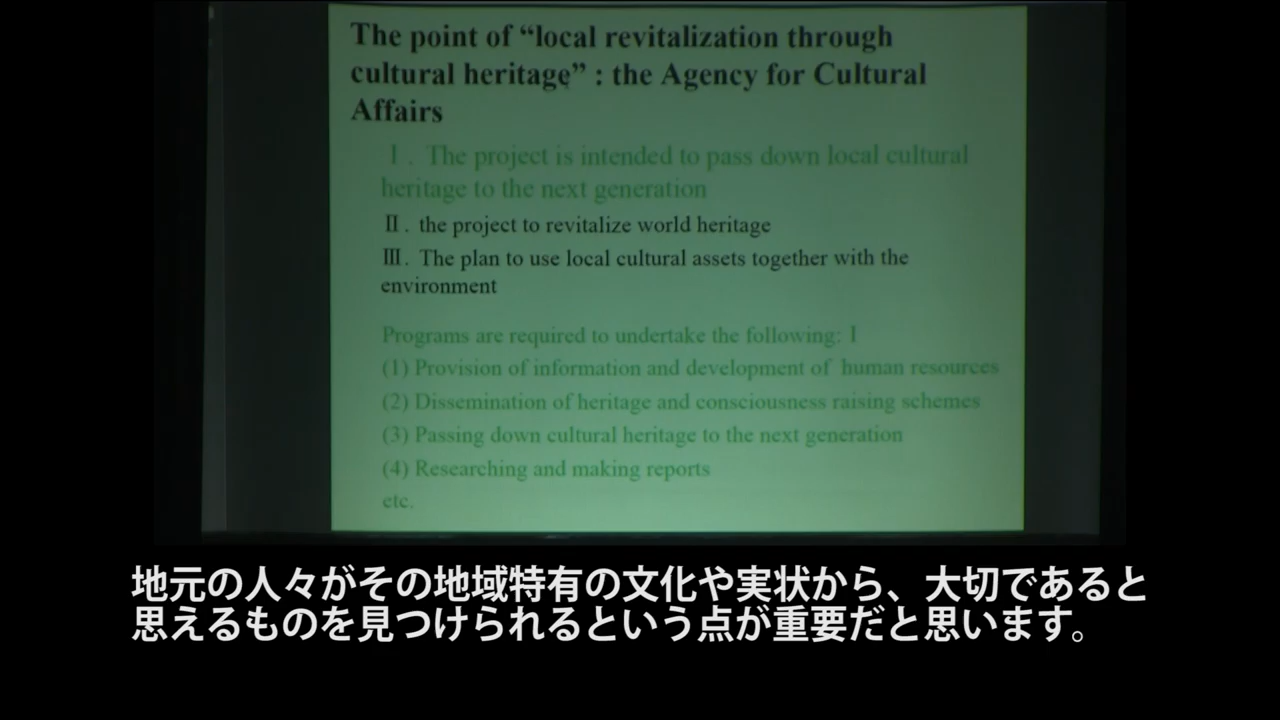 The point of “local revitalization through
cultural heritage” : the Agency for Cultural
Affairs
Ⅰ. The project is intended to pass down local cultural
heritage to the next generation
Ⅱ. the project to revitalize world heritage
Ⅲ. The plan to use local cultural assets together with the
environment
Programs are required to undertake the following: Ⅰ
(1) Provision of information and development of human resources
(2) Dissemination of heritage and consciousness raising schemes
(3) Passing down cultural heritage to the next generation
(4) Researching and making reports
etc.
地元の人々がその地域特有の文化や実状から、大切であると
思えるものを見つけられるという点が重要だと思います。